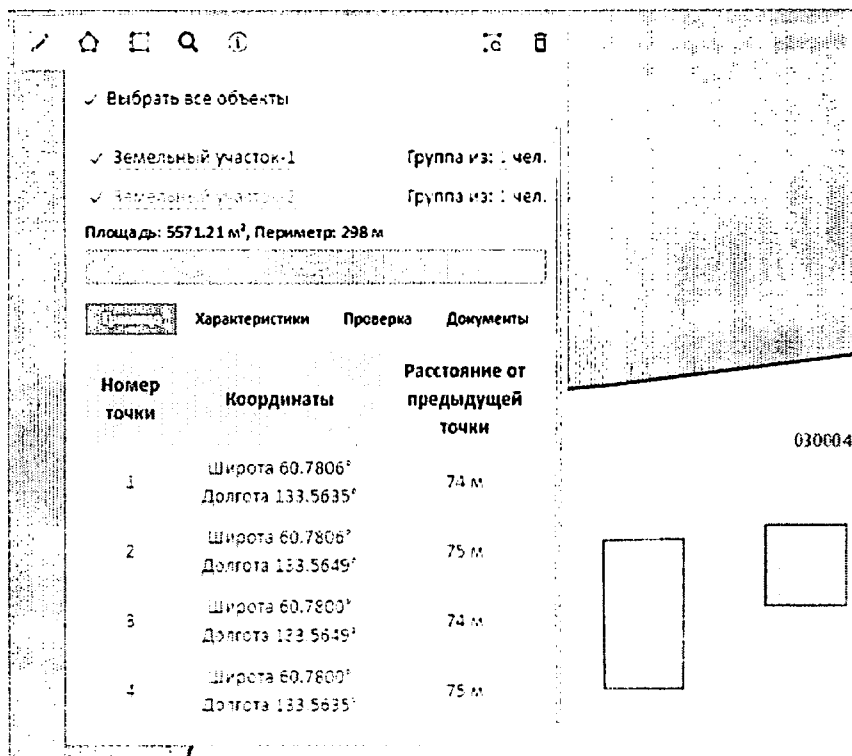 Выбрать все объекты
Земельный участок-1 Группа из: 1 чел.
Земельный участок-2 Группа из: 1 чел.
Площадь: 5571.21 м², Периметр: 298 м
Характеристики Проверка Документы
Номер точки Координаты Расстояние от предыдущей точки
1 Широта 60.7806° Долгота 133.5635° 74 м
2 Широта 60.7806° Долгота 133.5649° 75 м
3 Широта 60.7800° Долгота 133.5649° 74 м
4 Широта 60.7800° Долгота 133.5635° 75 м
030004